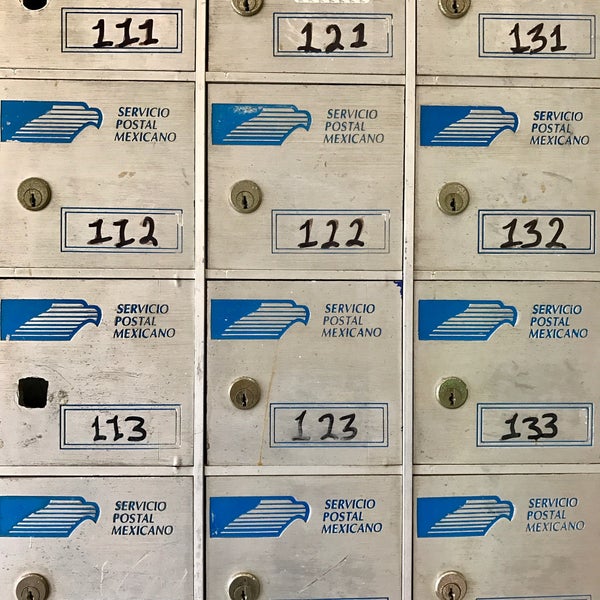 111
121
131
SERVICIO
POSTAL
MEXICANO
112
SERVICIO
POSTAL
MEXICANO
122
SERVICIO
POSTAL
MEXICANO
132
SERVICIO
POSTAL
MEXICANO
113
SERVICIO
POSTAL
MEXICANO
123
SERVICIO
POSTAL
MEXICANO
133
SERVICIO
POSTAL
MEXICANO
SERVICIO
POSTAL
MEXICANO
SERVICIO
POSTAL
MEXICANO